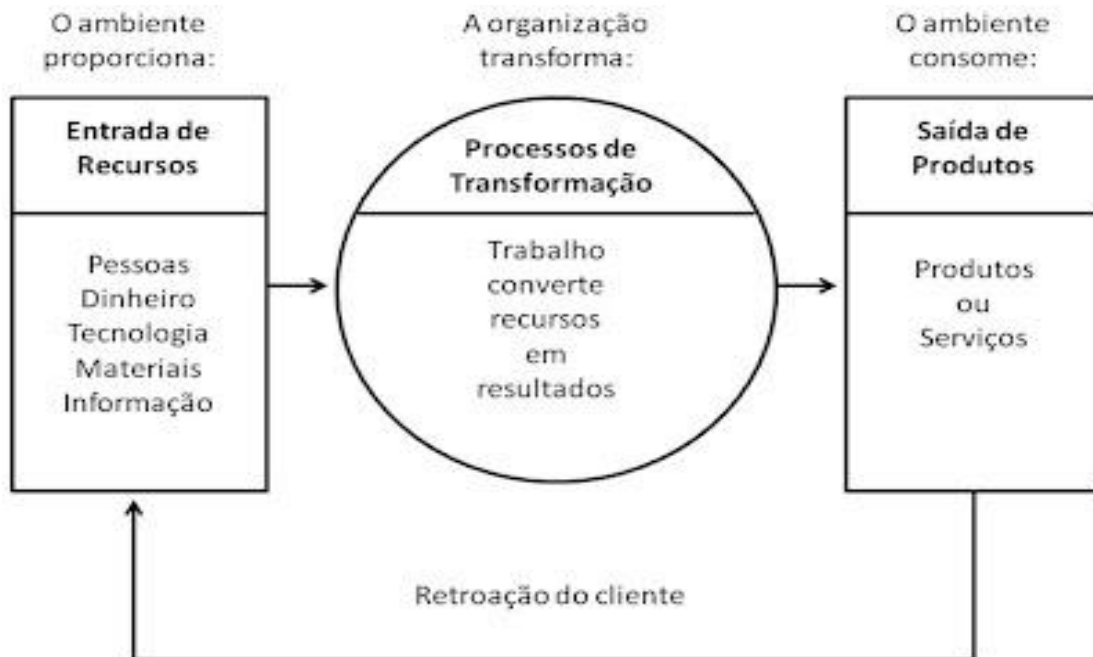 O ambiente
proporciona:
Entrada de
Recursos
Pessoas
Dinheiro
Tecnologia
Materiais
Informação
A organização
transforma:
Processos de
Transformação
Trabalho
converte
recursos
em
resultados
O ambiente
consome:
Saída de
Produtos
Produtos
ou
Serviços
Retroação do cliente